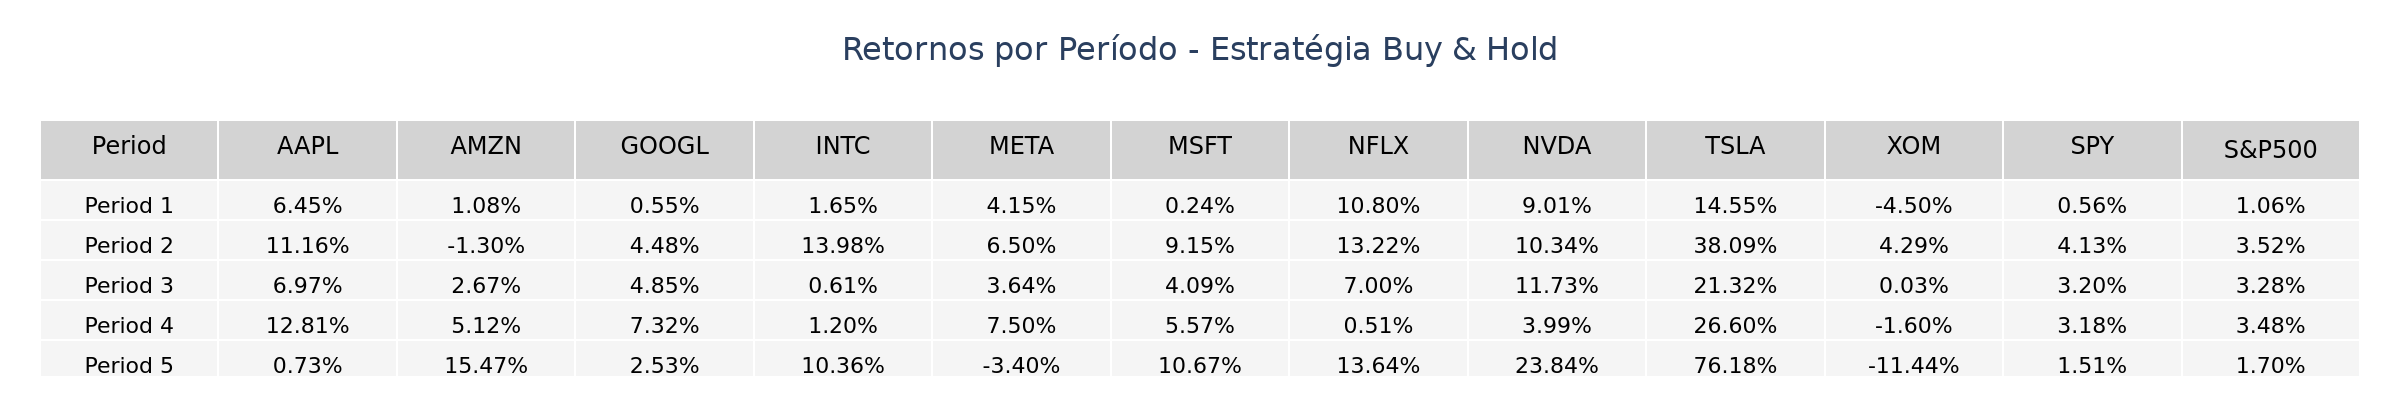 Retornos por Período - Estratégia Buy & Hold
Period AAPL AMZN GOOGL INTC META MSFT NFLX NVDA TSLA XOM SPY S&P500
Period 1 6.45% 1.08% 0.55% 1.65% 4.15% 0.24% 10.80% 9.01% 14.55% -4.50% 0.56% 1.06%
Period 2 11.16% -1.30% 4.48% 13.98% 6.50% 9.15% 13.22% 10.34% 38.09% 4.29% 4.13% 3.52%
Period 3 6.97% 2.67% 4.85% 0.61% 3.64% 4.09% 7.00% 11.73% 21.32% 0.03% 3.20% 3.28%
Period 4 12.81% 5.12% 7.32% 1.20% 7.50% 5.57% 0.51% 3.99% 26.60% -1.60% 3.18% 3.48%
Period 5 0.73% 15.47% 2.53% 10.36% -3.40% 10.67% 13.64% 23.84% 76.18% -11.44% 1.51% 1.70%